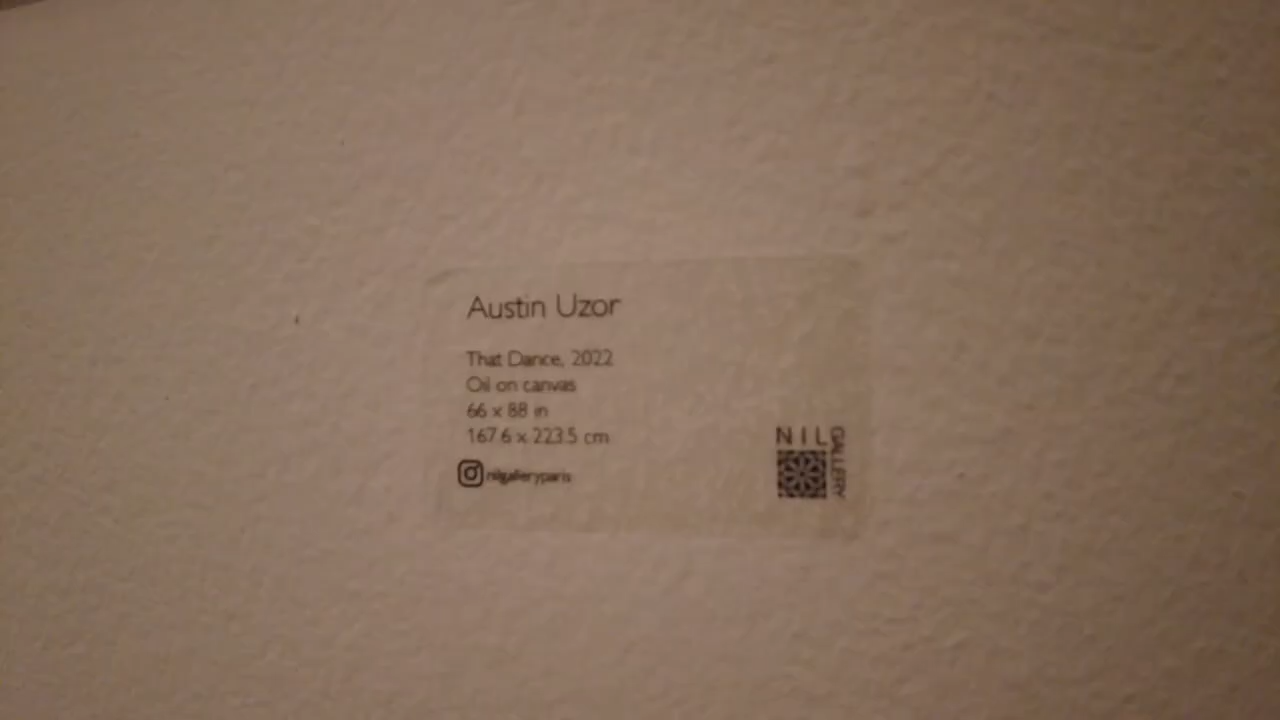 Austin Uzor
That Dance, 2022
Oil on canvas
66 x 88 in
167.6 x 223.5 cm
nilgalleryparis
NIL
GALLERY